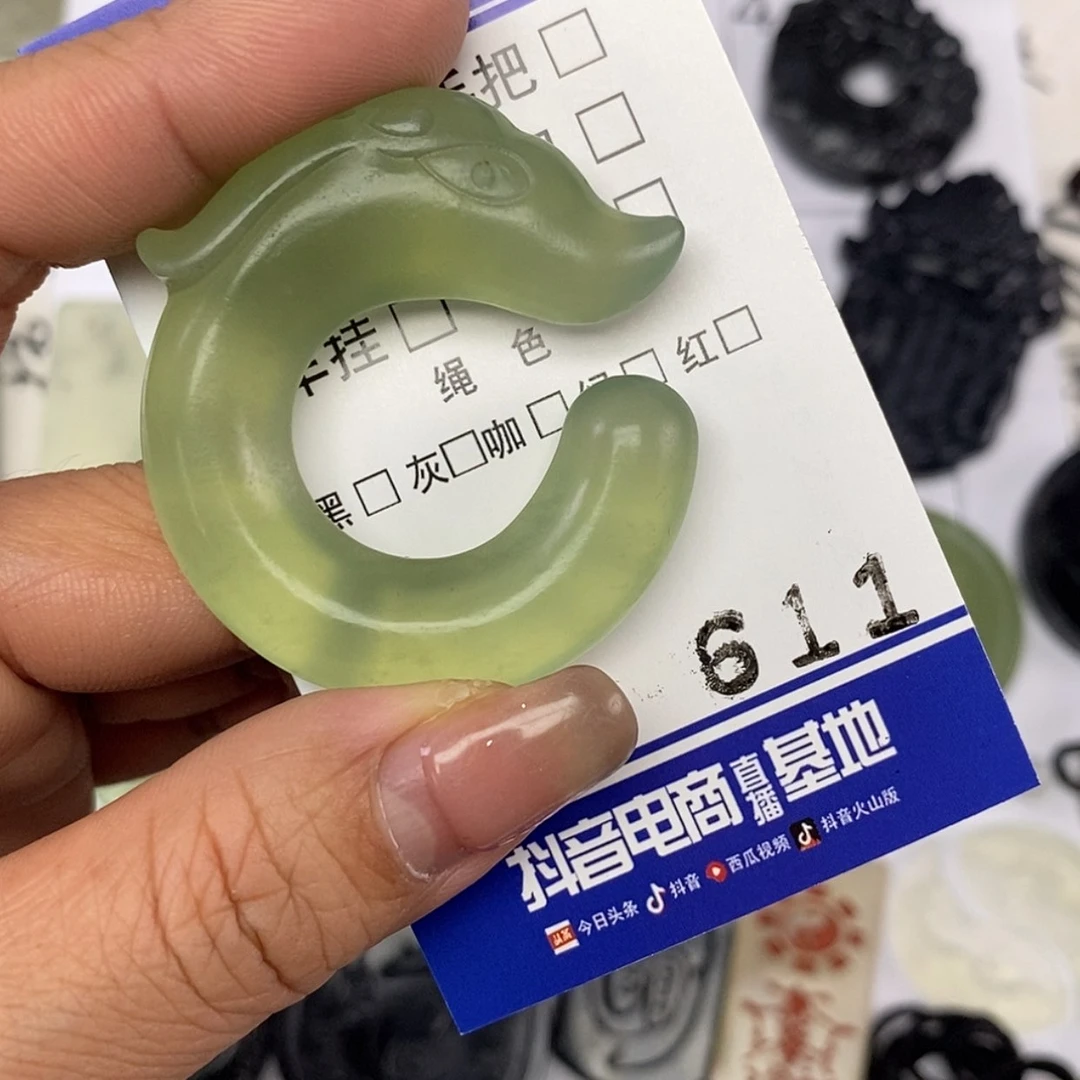 把 □
□
□
挂 □
绳 色
黑 □ 灰 □ 咖 □ 绿 □ 红 □
611
抖音电商直播基地
今日头条 抖音 西瓜视频 抖音火山版